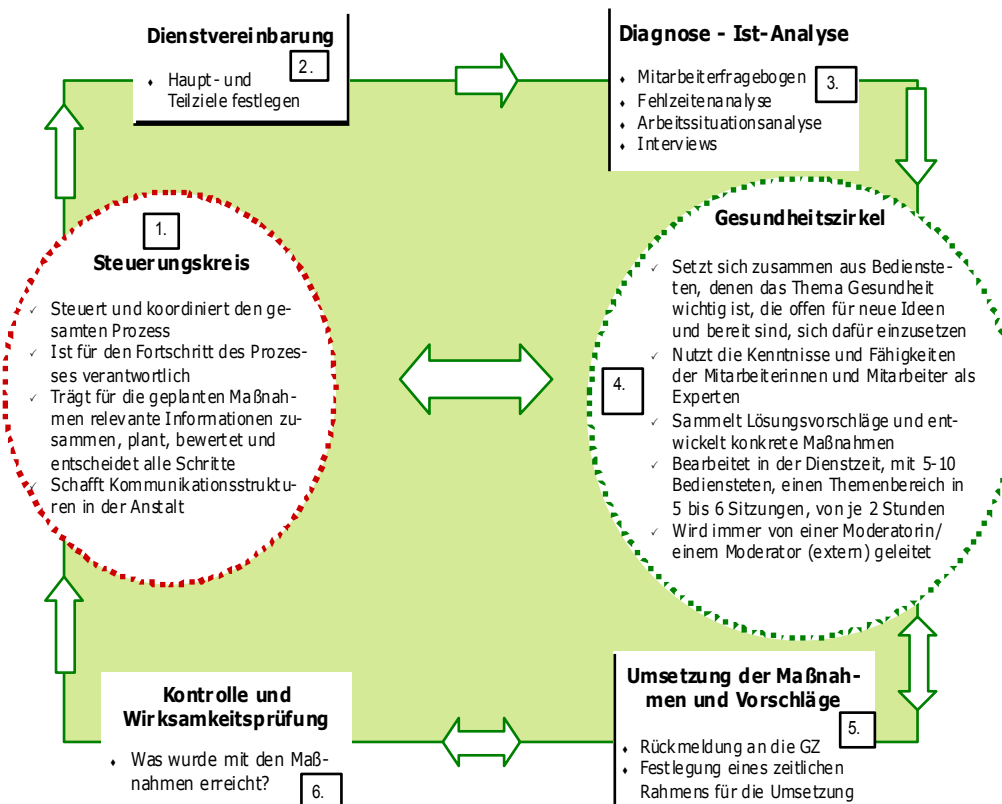 1.
Steuerungskreis
✓ Steuert und koordiniert den ge-
samten Prozess
✓ Ist für den Fortschritt des Prozes-
ses verantwortlich
✓ Trägt für die geplanten Maßnah-
men relevante Informationen zu-
sammen, plant, bewertet und
entscheidet alle Schritte
✓ Schafft Kommunikationsstruktu-
ren in der Anstalt
Dienstvereinbarung
2.
♦ Haupt- und
Teilziele festlegen
Diagnose - Ist-Analyse
3.
♦ Mitarbeiterfragebogen
♦ Fehlzeitenanalyse
♦ Arbeitssituationsanalyse
♦ Interviews
Gesundheitszirkel
4.
✓ Setzt sich zusammen aus Bedienste-
ten, denen das Thema Gesundheit
wichtig ist, die offen für neue Ideen
und bereit sind, sich dafür einzusetzen
✓ Nutzt die Kenntnisse und Fähigkeiten
der Mitarbeiterinnen und Mitarbeiter als
Experten
✓ Sammelt Lösungsvorschläge und ent-
wickelt konkrete Maßnahmen
✓ Bearbeitet in der Dienstzeit, mit 5-10
Bediensteten, einen Themenbereich in
5 bis 6 Sitzungen, von je 2 Stunden
✓ Wird immer von einer Moderatorin/
einem Moderator (extern) geleitet
Umsetzung der Maßnah-
men und Vorschläge
5.
♦ Rückmeldung an die GZ
♦ Festlegung eines zeitlichen
Rahmens für die Umsetzung
Kontrolle und
Wirksamkeitsprüfung
♦ Was wurde mit den Maß-
nahmen erreicht?
6.